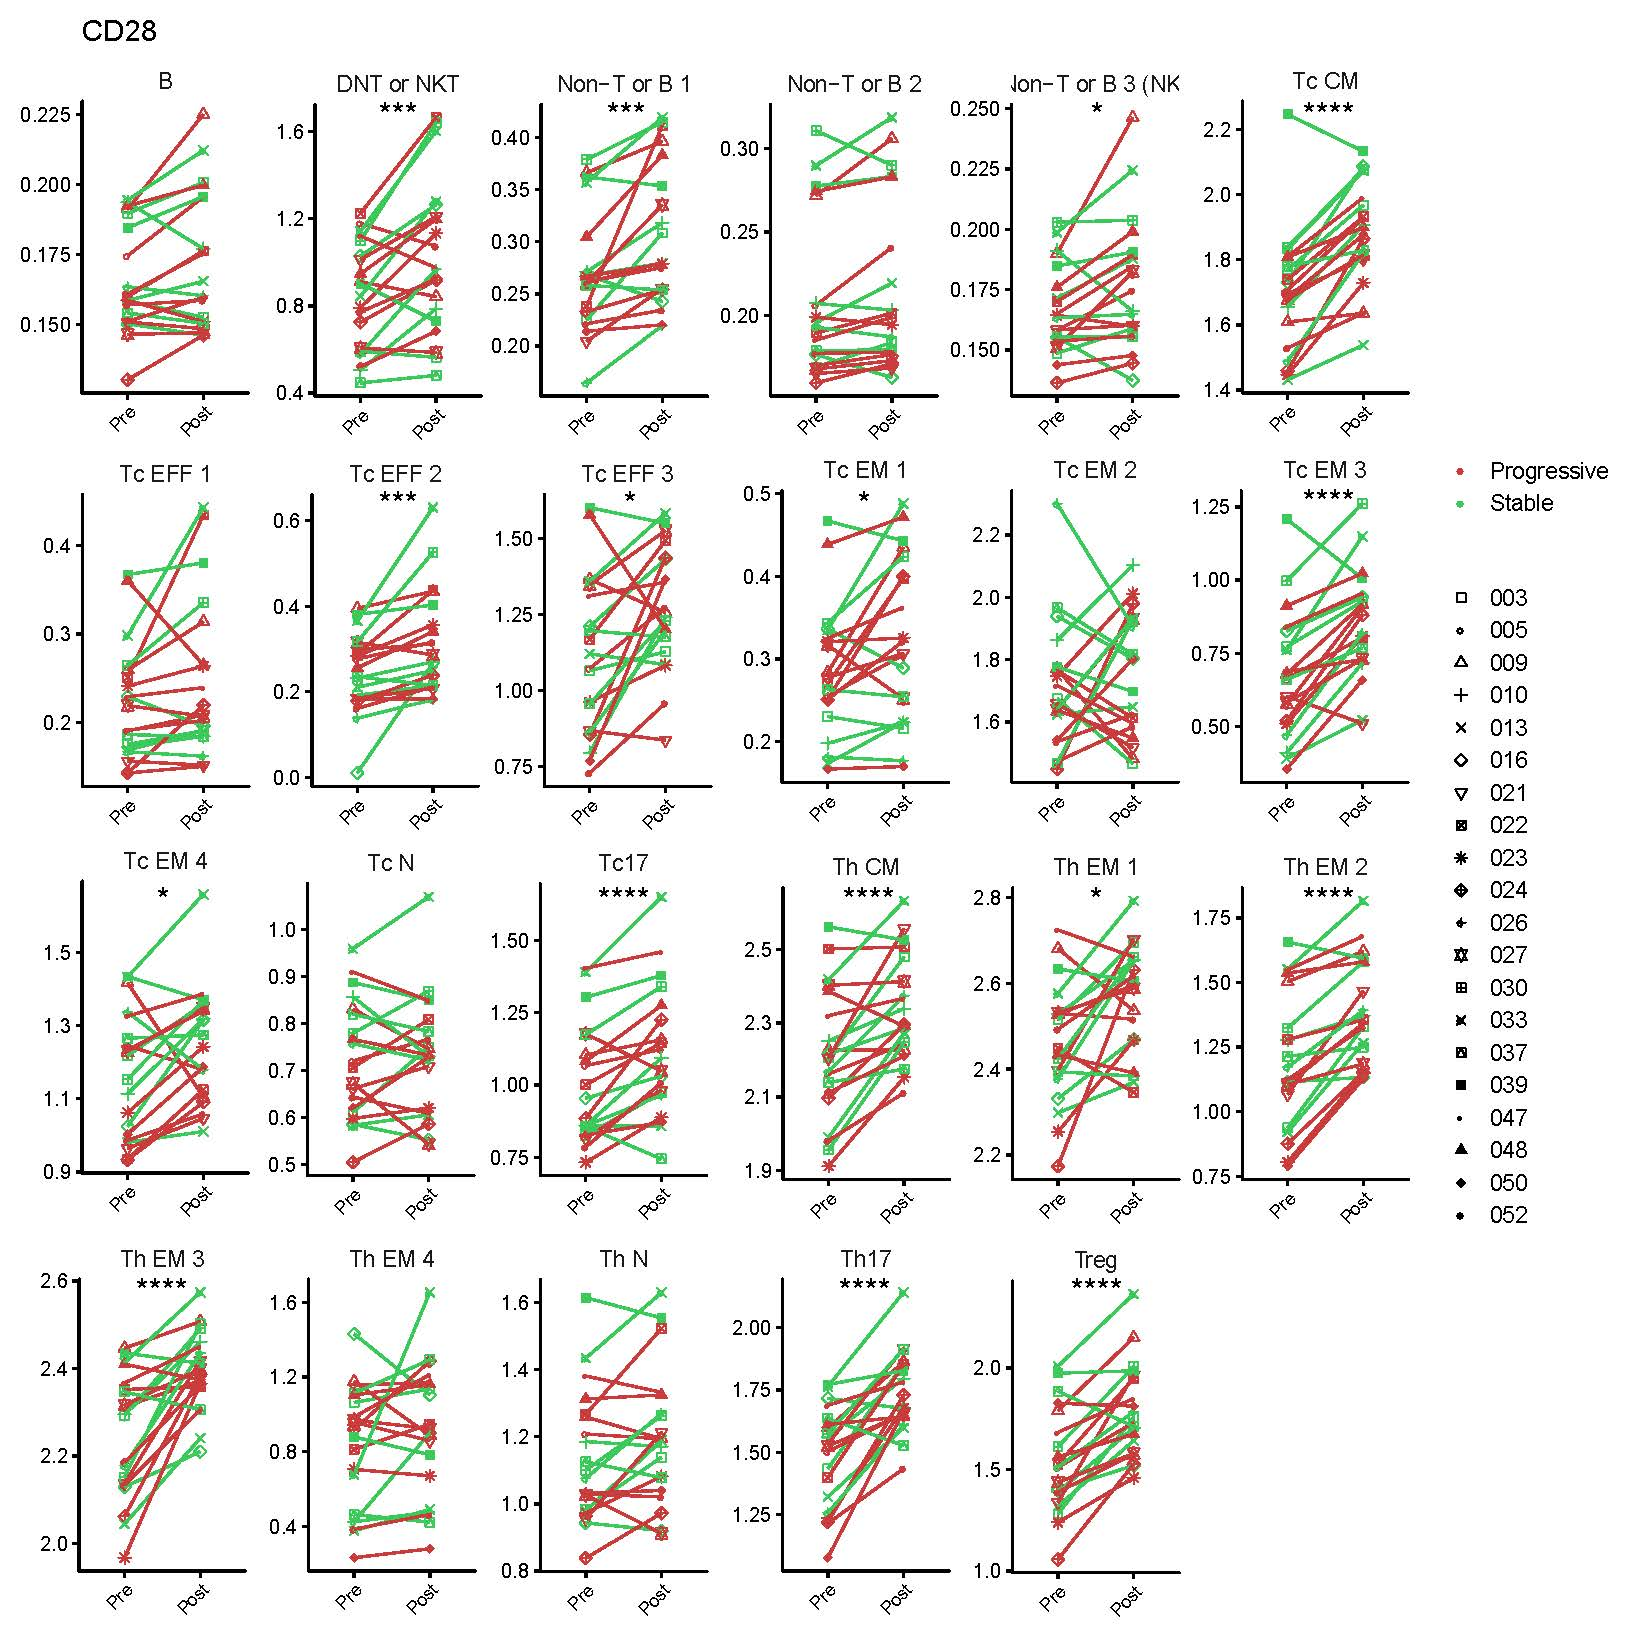 CD28
B
DNT or NKT
Non−T or B 1
Non−T or B 2
Non−T or B 3 (NK
Tc CM
***
***
*
****
0.225
0.200
0.175
0.150
1.6
1.2
0.8
0.4
0.40
0.35
0.30
0.25
0.20
0.30
0.25
0.20
0.250
0.225
0.200
0.175
0.150
2.2
2.0
1.8
1.6
1.4
Pre Post
Pre Post
Pre Post
Pre Post
Pre Post
Pre Post
Tc EFF 1
Tc EFF 2
Tc EFF 3
Tc EM 1
Tc EM 2
Tc EM 3
***
*
*
****
0.4
0.3
0.2
0.6
0.4
0.2
0.0
1.50
1.25
1.00
0.75
0.5
0.4
0.3
0.2
2.2
2.0
1.8
1.6
1.25
1.00
0.75
0.50
Pre Post
Pre Post
Pre Post
Pre Post
Pre Post
Pre Post
Tc EM 4
Tc N
Tc17
Th CM
Th EM 1
Th EM 2
*
****
****
*
****
1.5
1.3
1.1
0.9
1.0
0.9
0.8
0.7
0.6
0.5
1.50
1.25
1.00
0.75
2.5
2.3
2.1
1.9
2.8
2.6
2.4
2.2
1.75
1.50
1.25
1.00
0.75
Pre Post
Pre Post
Pre Post
Pre Post
Pre Post
Pre Post
Th EM 3
Th EM 4
Th N
Th17
Treg
****
****
****
2.6
2.4
2.2
2.0
1.6
1.2
0.8
0.4
1.6
1.4
1.2
1.0
0.8
2.00
1.75
1.50
1.25
2.0
1.5
1.0
Pre Post
Pre Post
Pre Post
Pre Post
Pre Post
Progressive
Stable
003
005
009
010
013
016
021
022
023
024
026
027
030
033
037
039
047
048
050
052